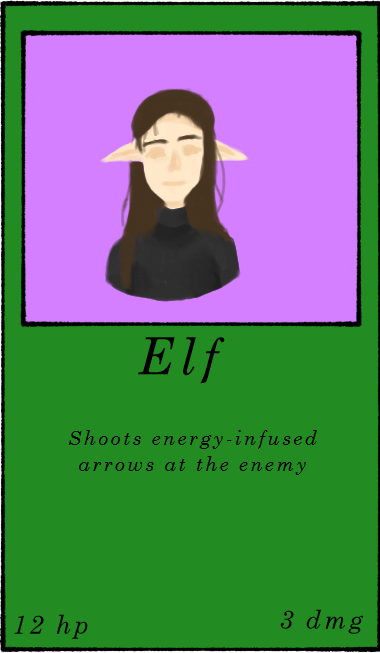 Elf
Shoots energy-infused
arrows at the enemy
12 hp
3 dmg